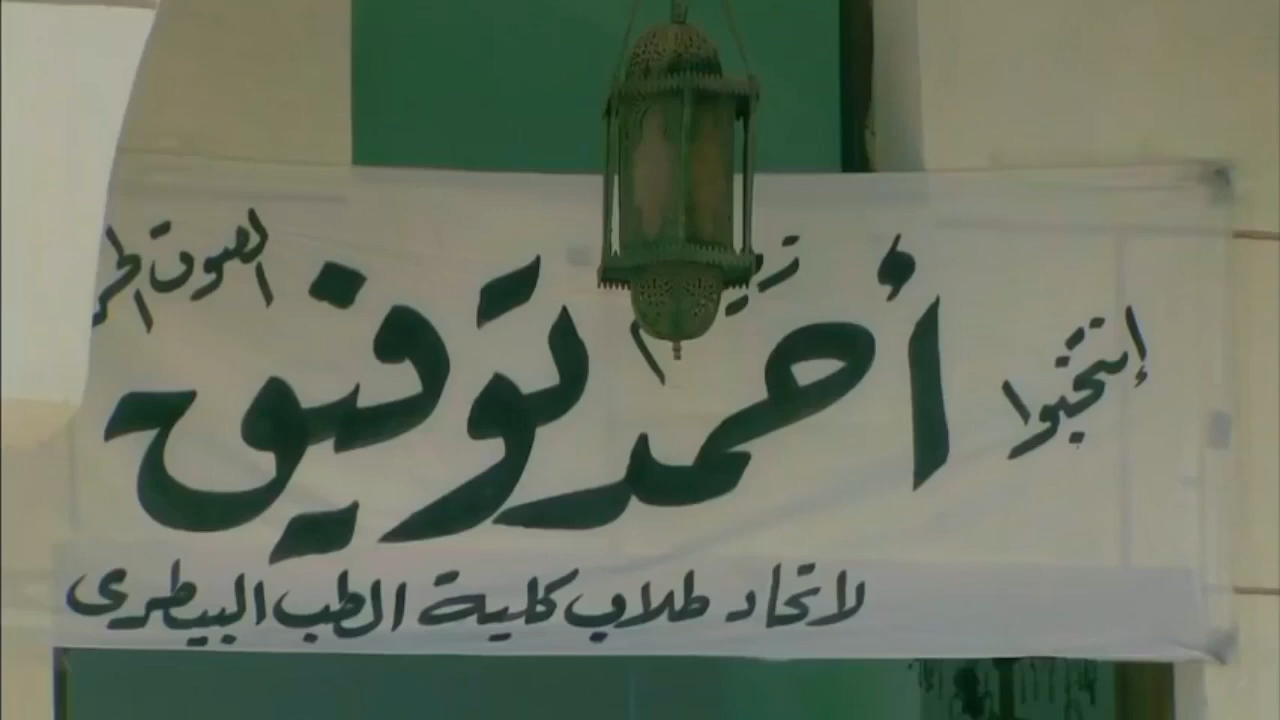 إنتخبوا
أحمد توفيق
الصوت الحر
لاتحاد طلاب كلية الطب البيطرى